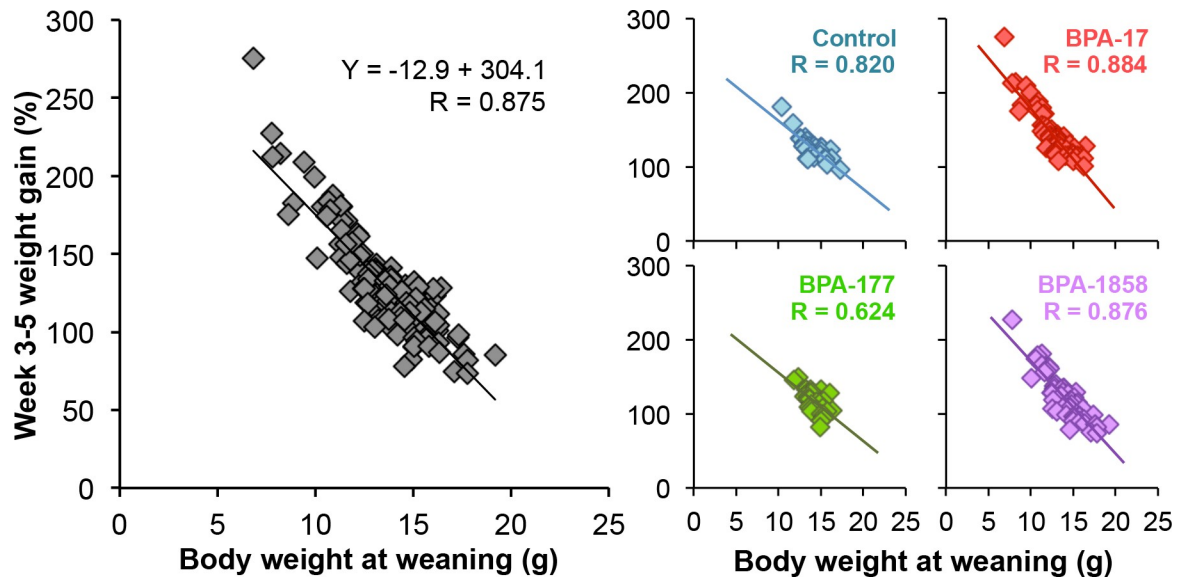 Week 3-5 weight gain (%)
300
250
200
150
100
50
0
0 5 10 15 20 25
Body weight at weaning (g)
Y = -12.9 + 304.1
R = 0.875
300
200
100
0
Control
R = 0.820
BPA-17
R = 0.884
300
200
100
0
BPA-177
R = 0.624
BPA-1858
R = 0.876
0 5 10 15 20 25
0 5 10 15 20 25
Body weight at weaning (g)